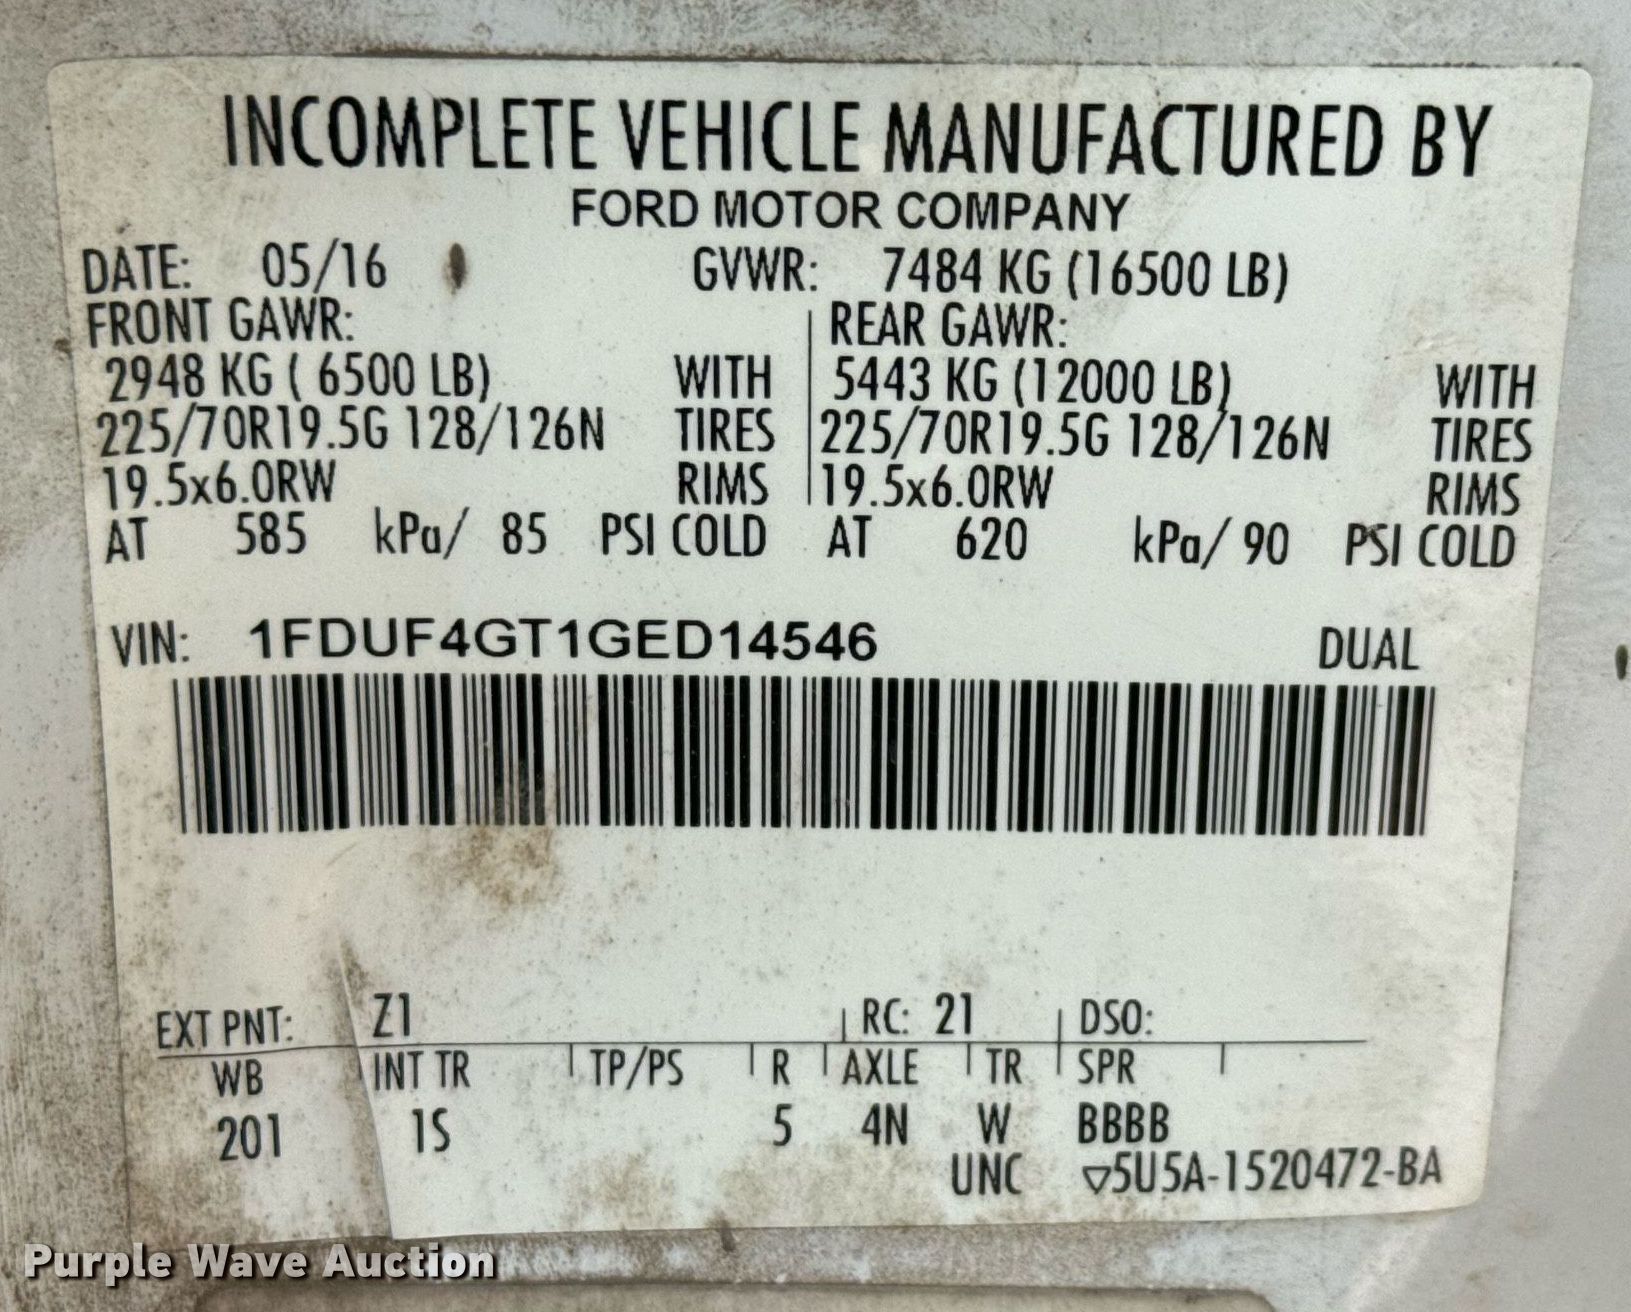 INCOMPLETE VEHICLE MANUFACTURED BY
FORD MOTOR COMPANY
DATE: 05/16 GVWR: 7484 KG (16500 LB)
FRONT GAWR: REAR GAWR:
2948 KG ( 6500 LB) WITH 5443 KG (12000 LB) WITH
225/70R19.5G 128/126N TIRES 225/70R19.5G 128/126N TIRES
19.5x6.0RW RIMS 19.5x6.0RW RIMS
AT 585 kPa/ 85 PSI COLD AT 620 kPa/ 90 PSI COLD
VIN: 1FDUF4GT1GED14546 DUAL
EXT PNT: Z1 RC: 21 DSO:
WB INT TR TP/PS R AXLE TR SPR
201 1S 5 4N W BBBB
UNC ▽5U5A-1520472-BA
Purple Wave Auction